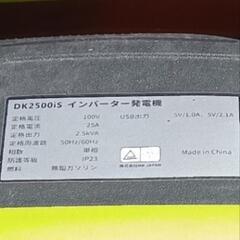 DK2500iS インバーター発電機
定格電圧 100V USB出力 5V/1.0A、5V/2.1A
定格電流 25A
定格出力 2.5kVA
定格周波数 50Hz/60Hz
相数 単相
防護等級 IP23 Made in China
燃料 無鉛ガソリン